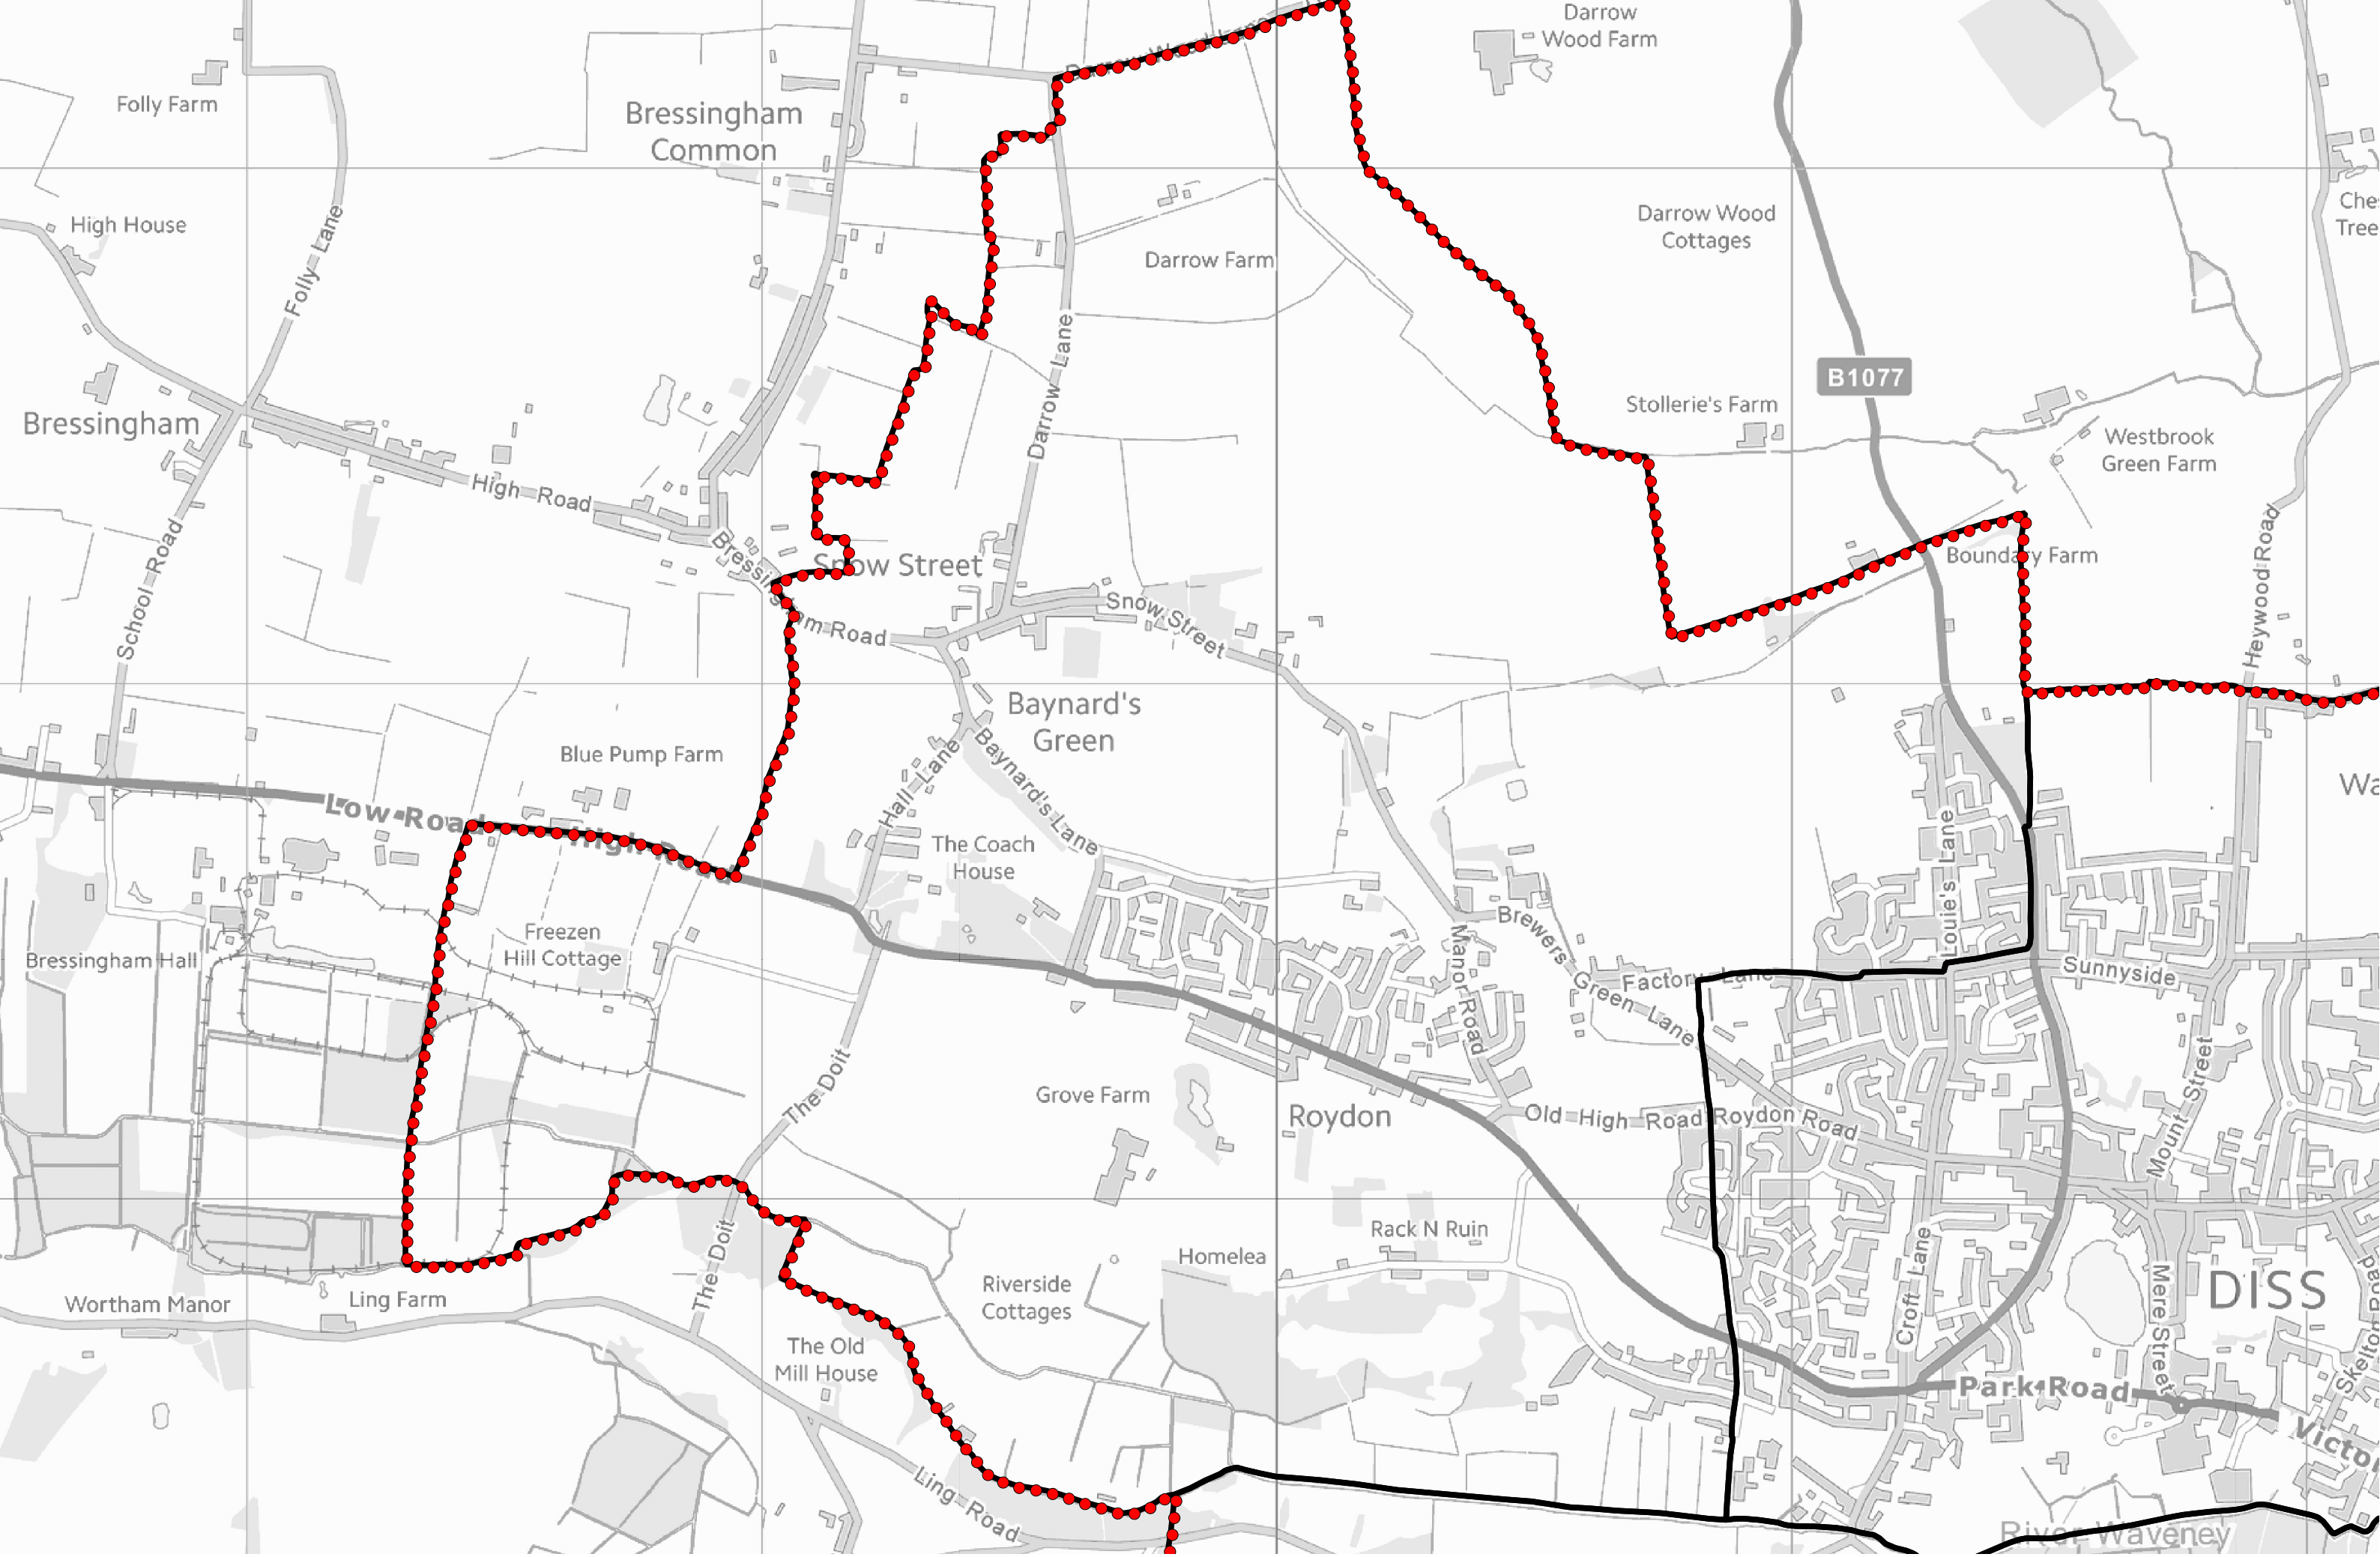 Darrow
Wood Farm
Folly Farm
Bressingham
Common
High House
Folly Lane
Darrow Wood
Cottages
Darrow Farm
B1077
Darrow Lane
Stollerie's Farm
Bressingham
Westbrook
Green Farm
High Road
School Road
Snow Street
Bressingham Road
Snow Street
Boundary Farm
Heywood Road
Baynard's
Green
Blue Pump Farm
Hall Lane
Baynard's Lane
Low Road
High Road
The Coach
House
Louie's Lane
Freezen
Hill Cottage
Bressingham Hall
Brewers Green Lane
Manor Road
Factory Lane
Sunnyside
The Doit
Grove Farm
Roydon
Old High Road
Roydon Road
Mount Street
Rack N Ruin
Homelea
The Doit
Riverside
Cottages
Croft Lane
Mere Street
DISS
Wortham Manor
Ling Farm
The Old
Mill House
Park Road
Ling Road
River Waveney